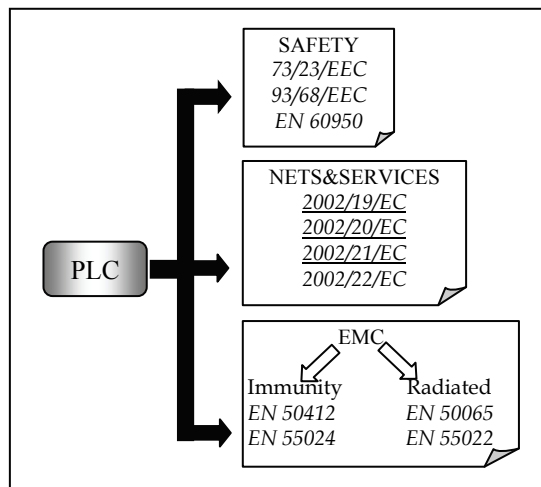 SAFETY
73/23/EEC
93/68/EEC
EN 60950
NETS&SERVICES
2002/19/EC
2002/20/EC
2002/21/EC
2002/22/EC
PLC
EMC
Immunity Radiated
EN 50412 EN 50065
EN 55024 EN 55022